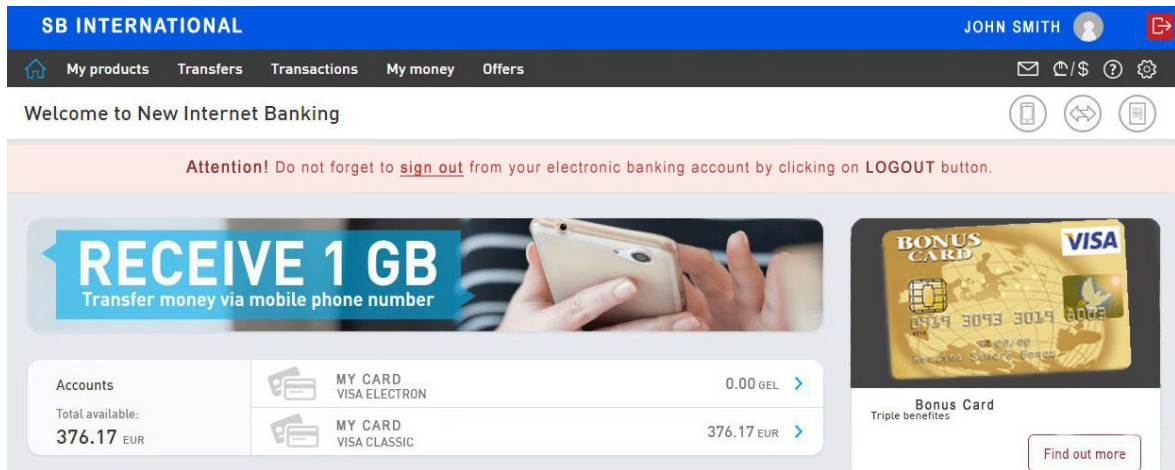 SB INTERNATIONAL
JOHN SMITH
My products Transfers Transactions My money Offers
₾/$ ?
Welcome to New Internet Banking
Attention! Do not forget to sign out from your electronic banking account by clicking on LOGOUT button.
RECEIVE 1 GB
Transfer money via mobile phone number
BONUS
CARD
VISA
3093 3019
Accounts
Total available:
376.17 EUR
MY CARD
VISA ELECTRON
0.00 GEL
MY CARD
VISA CLASSIC
376.17 EUR
Bonus Card
Triple benefites
Find out more